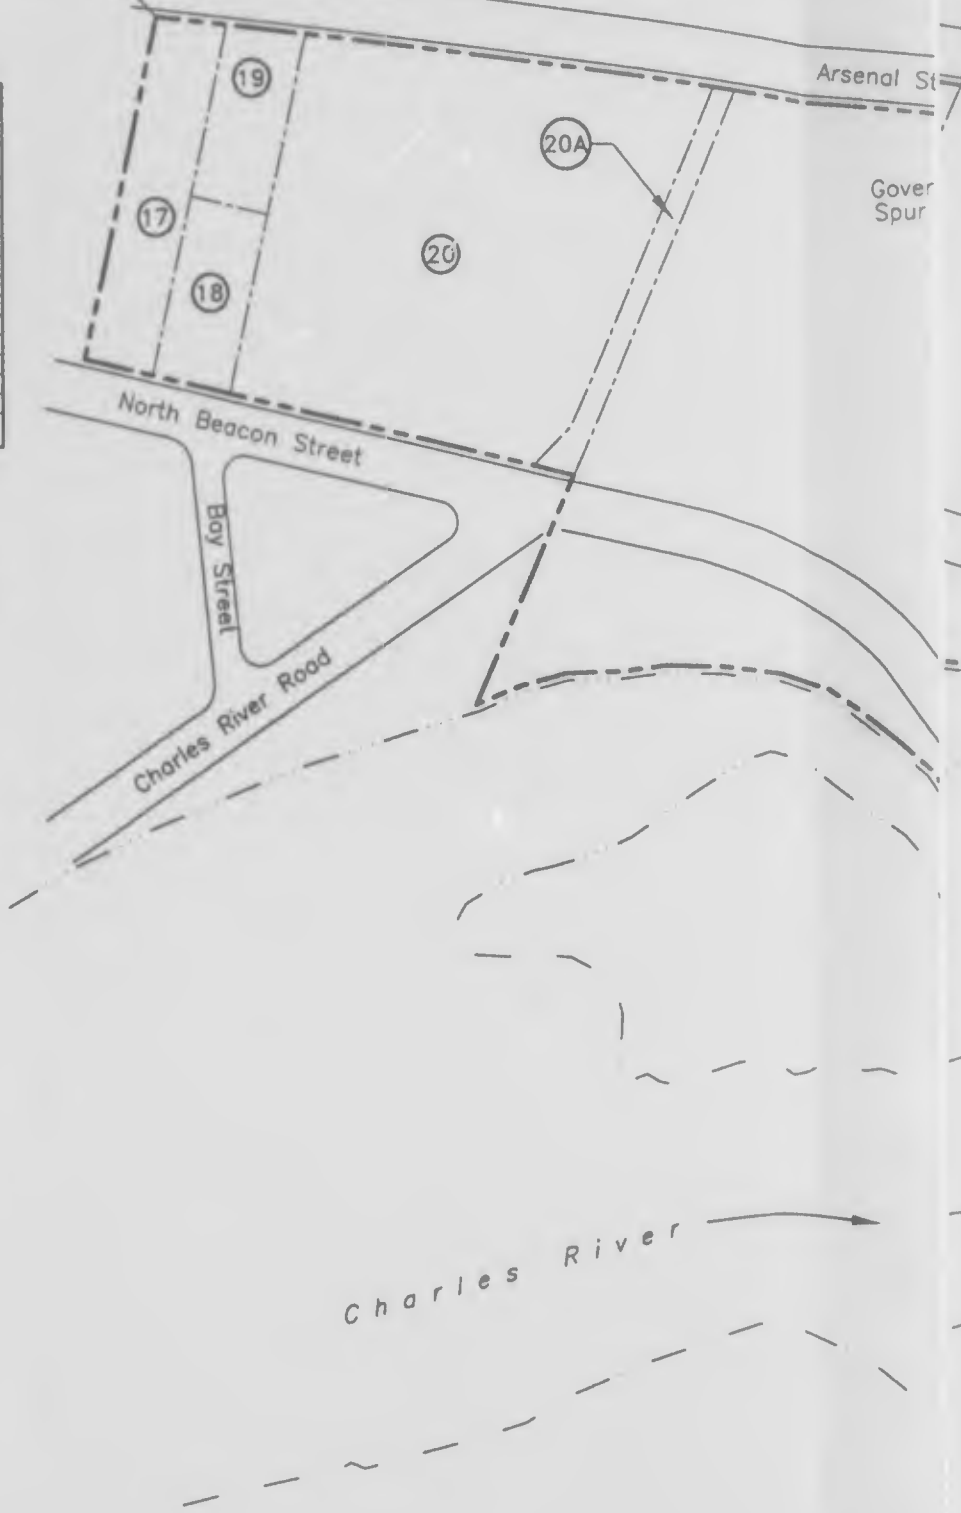 Arsenal St
19
20A
Gover
Spur
17
20
18
North Beacon Street
Bay Street
Charles River Road
Charles River